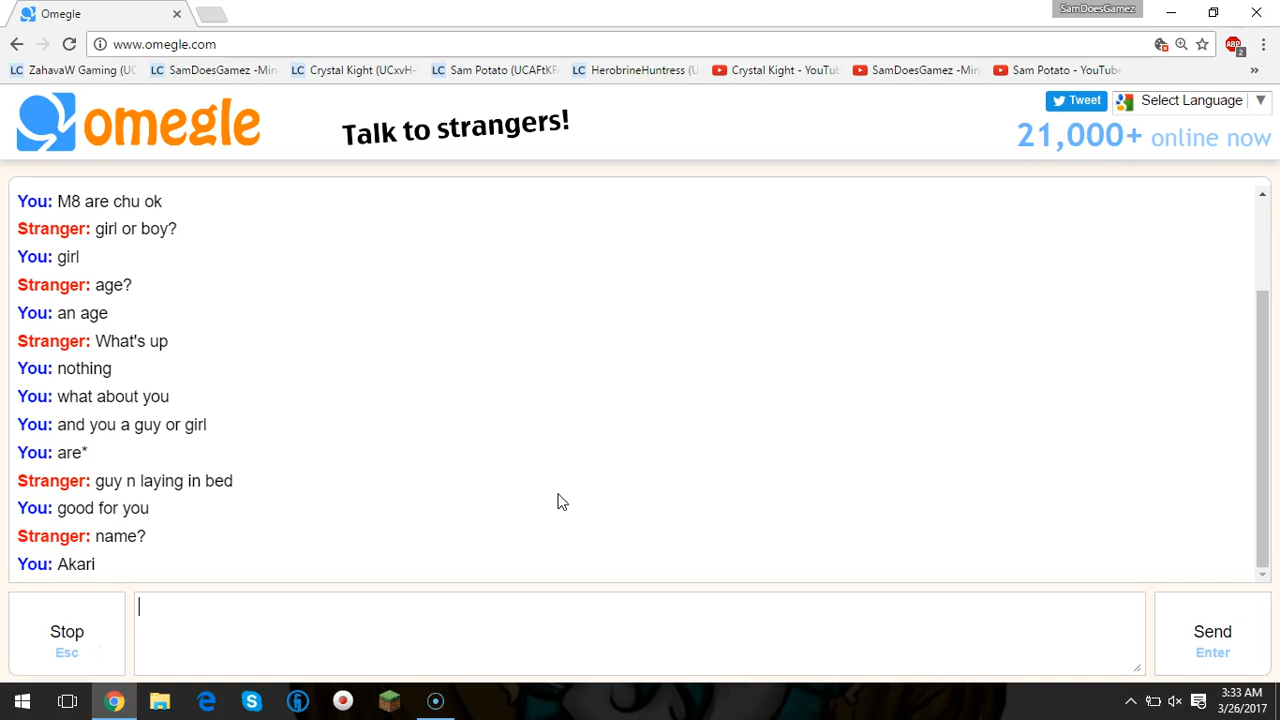 Omegle
SamDoesGamez
www.omegle.com
ABP
2
LC ZahavaW Gaming (UC
LC SamDoesGamez -Min
LC Crystal Kight (UCxvH-
LC Sam Potato (UCAFtKF
LC HerobrineHuntress (U
Crystal Kight - YouTu
SamDoesGamez -Min
Sam Potato - YouTube
»
omegle
Talk to strangers!
Tweet
Select Language
21,000+ online now
You: M8 are chu ok
Stranger: girl or boy?
You: girl
Stranger: age?
You: an age
Stranger: What's up
You: nothing
You: what about you
You: and you a guy or girl
You: are*
Stranger: guy n laying in bed
You: good for you
Stranger: name?
You: Akari
Stop
Esc
Send
Enter
3:33 AM
3/26/2017